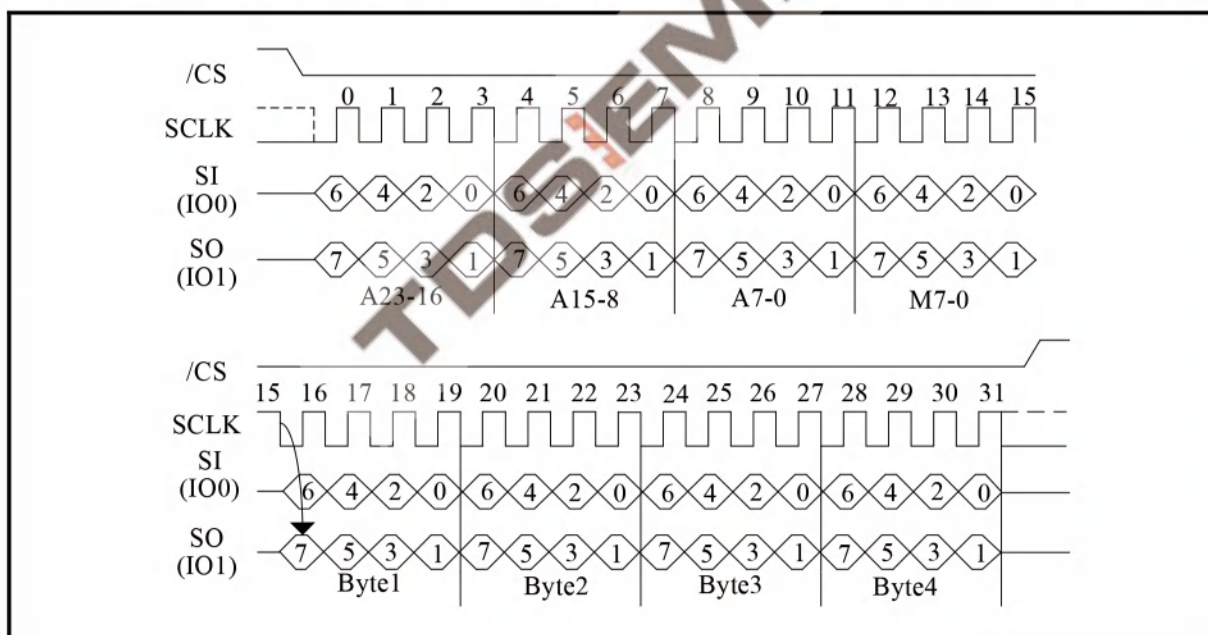 /CS
0 1 2 3 4 5 6 7 8 9 10 11 12 13 14 15
SCLK
SI
(IO0)
6 4 2 0 6 4 2 0 6 4 2 0 6 4 2 0
SO
(IO1)
7 5 3 1 7 5 3 1 7 5 3 1 7 5 3 1
A23-16 A15-8 A7-0 M7-0
/CS
15 16 17 18 19 20 21 22 23 24 25 26 27 28 29 30 31
SCLK
SI
(IO0)
6 4 2 0 6 4 2 0 6 4 2 0 6 4 2 0
SO
(IO1)
7 5 3 1 7 5 3 1 7 5 3 1 7 5 3 1
Byte1 Byte2 Byte3 Byte4